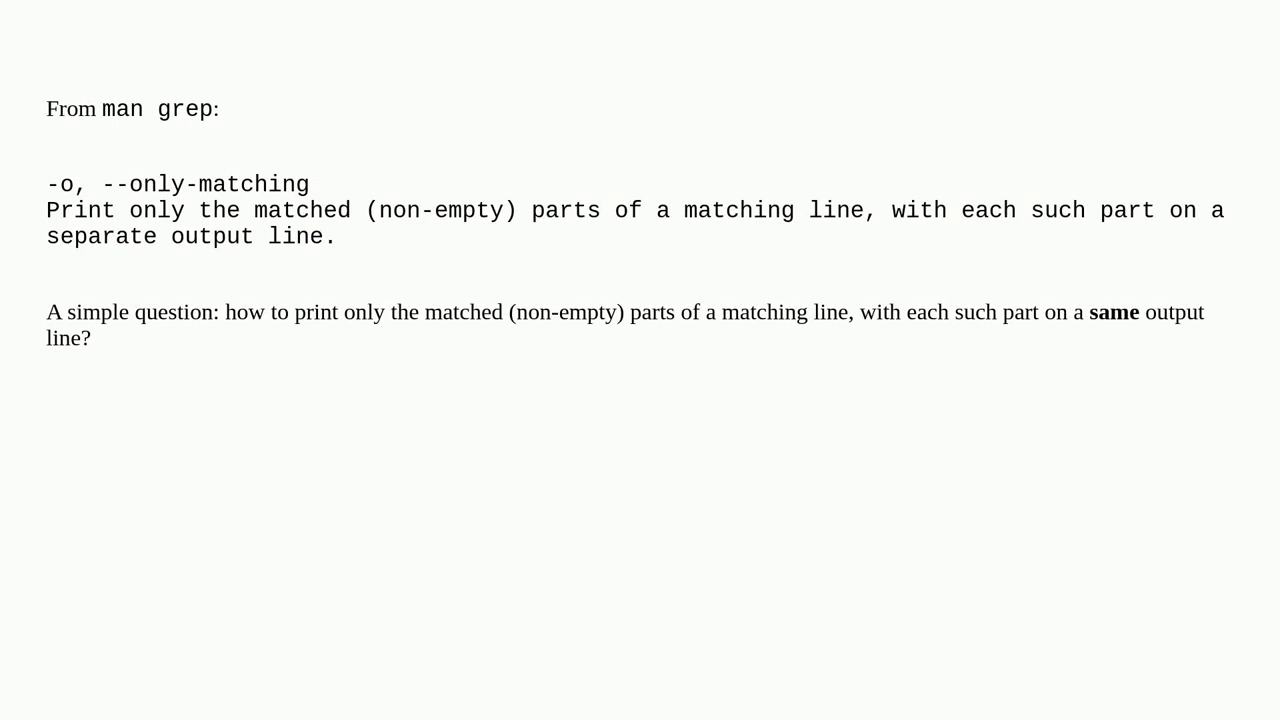 From man grep:
-o, --only-matching
Print only the matched (non-empty) parts of a matching line, with each such part on a
separate output line.
A simple question: how to print only the matched (non-empty) parts of a matching line, with each such part on a same output
line?